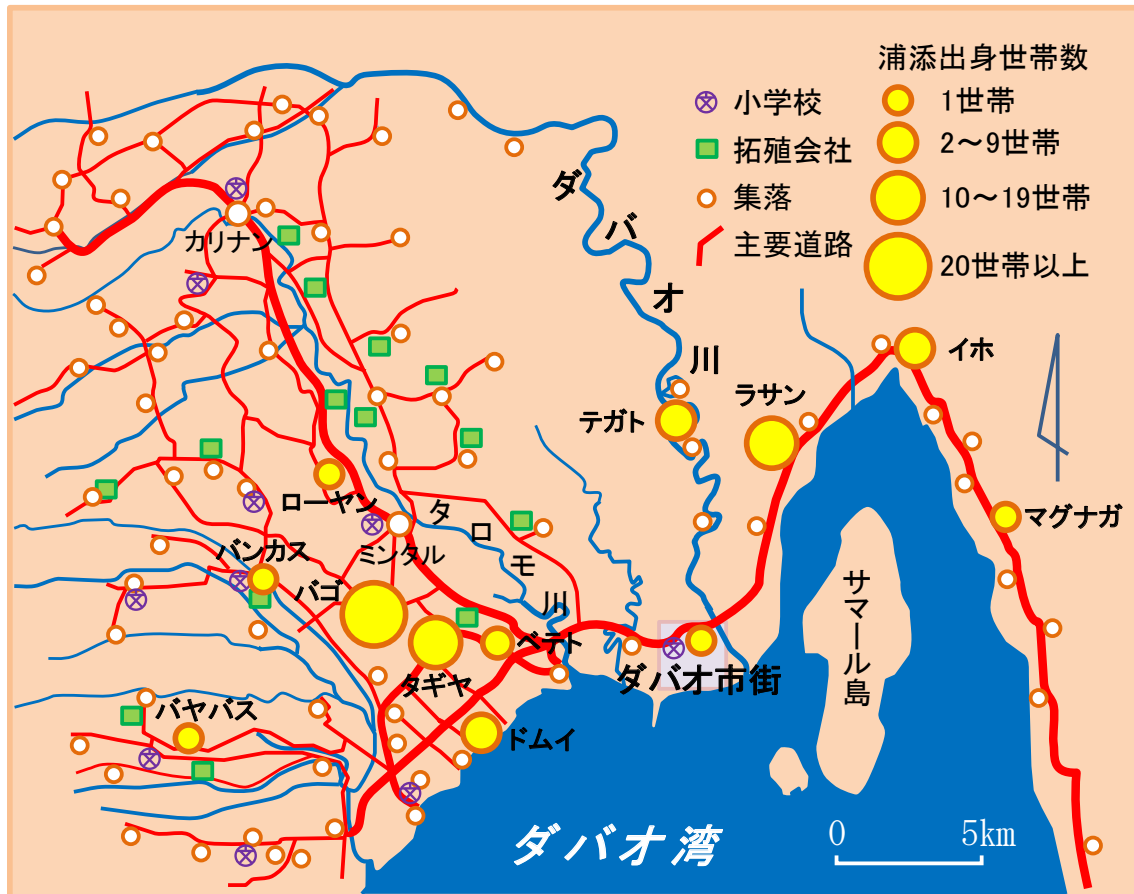 浦添出身世帯数
小学校
拓殖会社
集落
主要道路
1世帯
2～9世帯
10～19世帯
20世帯以上
ダバオ川
カリナン
イホ
ラサン
テガト
ローヤン
タロモ川
マグナガ
ミンタル
バンカス
バゴ
サマール島
ベテト
タギヤ
ダバオ市街
バヤバス
ドムイ
ダバオ湾
0 5km